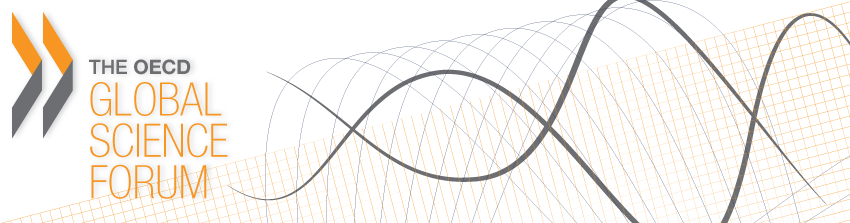 THE OECD
GLOBAL
SCIENCE
FORUM